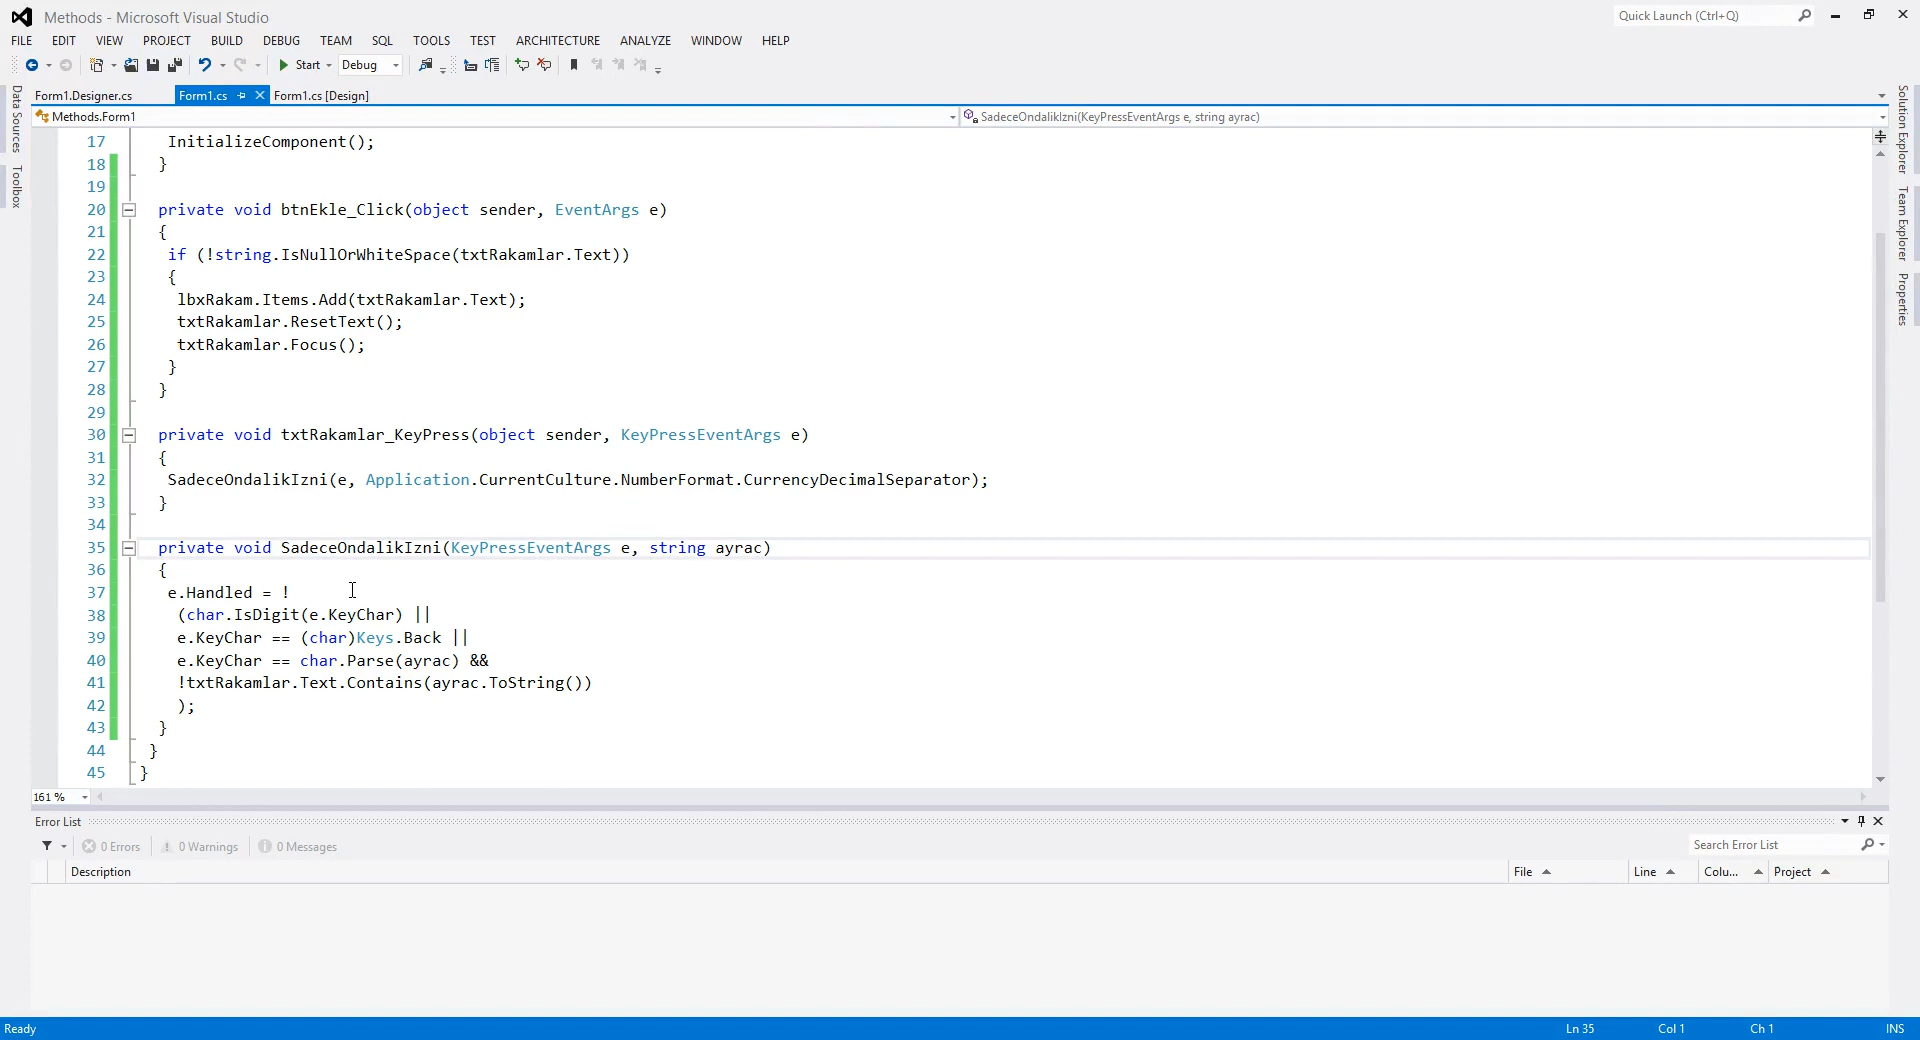 Methods - Microsoft Visual Studio
Quick Launch (Ctrl+Q)
FILE EDIT VIEW PROJECT BUILD DEBUG TEAM SQL TOOLS TEST ARCHITECTURE ANALYZE WINDOW HELP
Start Debug
Form1.Designer.cs Form1.cs Form1.cs [Design]
Methods.Form1 SadeceOndalikIzni(KeyPressEventArgs e, string ayrac)
Data Sources
Toolbox
Solution Explorer
Team Explorer
Properties
17 InitializeComponent();
18 }
19
20 private void btnEkle_Click(object sender, EventArgs e)
21 {
22 if (!string.IsNullOrWhiteSpace(txtRakamlar.Text))
23 {
24 lbxRakam.Items.Add(txtRakamlar.Text);
25 txtRakamlar.ResetText();
26 txtRakamlar.Focus();
27 }
28 }
29
30 private void txtRakamlar_KeyPress(object sender, KeyPressEventArgs e)
31 {
32 SadeceOndalikIzni(e, Application.CurrentCulture.NumberFormat.CurrencyDecimalSeparator);
33 }
34
35 private void SadeceOndalikIzni(KeyPressEventArgs e, string ayrac)
36 {
37 e.Handled = !
38 (char.IsDigit(e.KeyChar) ||
39 e.KeyChar == (char)Keys.Back ||
40 e.KeyChar == char.Parse(ayrac) &&
41 !txtRakamlar.Text.Contains(ayrac.ToString())
42 );
43 }
44 }
45 }
161 %
Error List
0 Errors 0 Warnings 0 Messages
Search Error List
Description File Line Colu... Project
Ready Ln 35 Col 1 Ch 1 INS